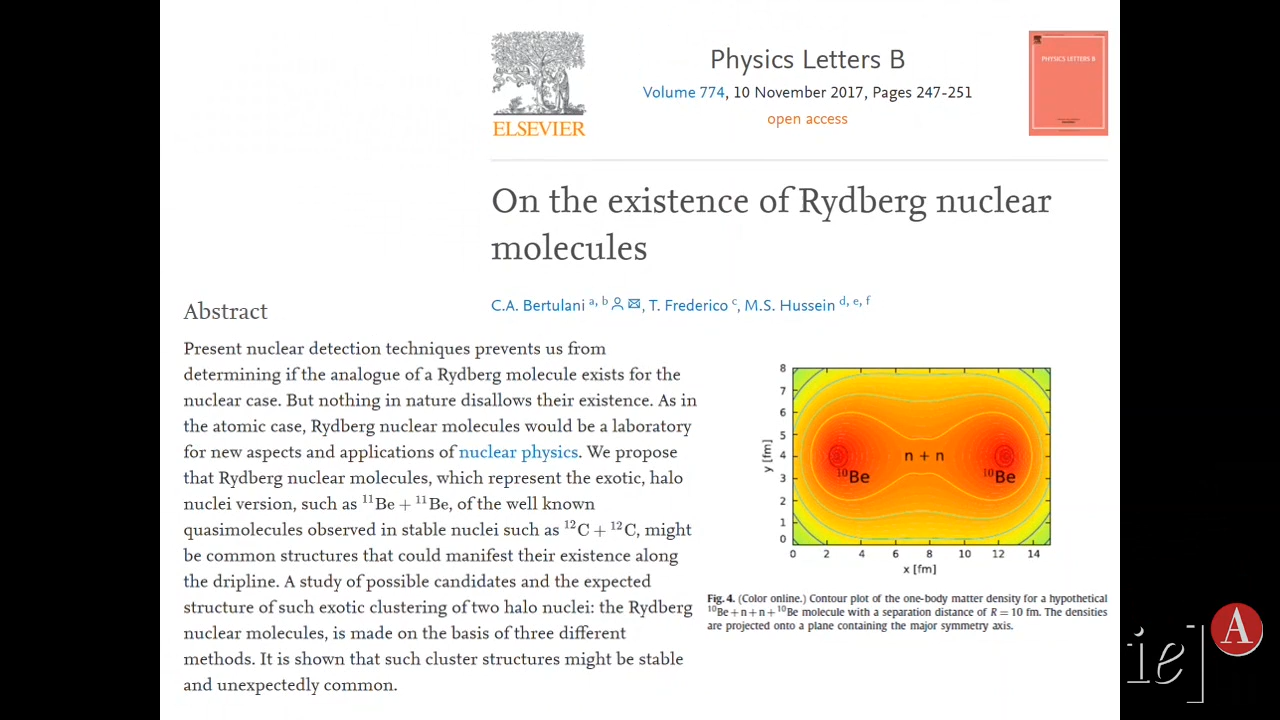 Physics Letters B
Volume 774, 10 November 2017, Pages 247-251
open access
ELSEVIER
PHYSICS LETTERS B
On the existence of Rydberg nuclear
molecules
C.A. Bertulani a, b, T. Frederico c, M.S. Hussein d, e, f
Abstract
Present nuclear detection techniques prevents us from
determining if the analogue of a Rydberg molecule exists for the
nuclear case. But nothing in nature disallows their existence. As in
the atomic case, Rydberg nuclear molecules would be a laboratory
for new aspects and applications of nuclear physics. We propose
that Rydberg nuclear molecules, which represent the exotic, halo
nuclei version, such as ¹¹Be + ¹¹Be, of the well known
quasimolecules observed in stable nuclei such as ¹²C + ¹²C, might
be common structures that could manifest their existence along
the dripline. A study of possible candidates and the expected
structure of such exotic clustering of two halo nuclei: the Rydberg
nuclear molecules, is made on the basis of three different
methods. It is shown that such cluster structures might be stable
and unexpectedly common.
8
7
6
5
4
3
2
1
0
y [fm]
n + n
¹⁰Be
¹⁰Be
0 2 4 6 8 10 12 14
x [fm]
Fig. 4. (Color online.) Contour plot of the one-body matter density for a hypothetical
¹⁰Be + n + n + ¹⁰Be molecule with a separation distance of R = 10 fm. The densities
are projected onto a plane containing the major symmetry axis.
ie]
A